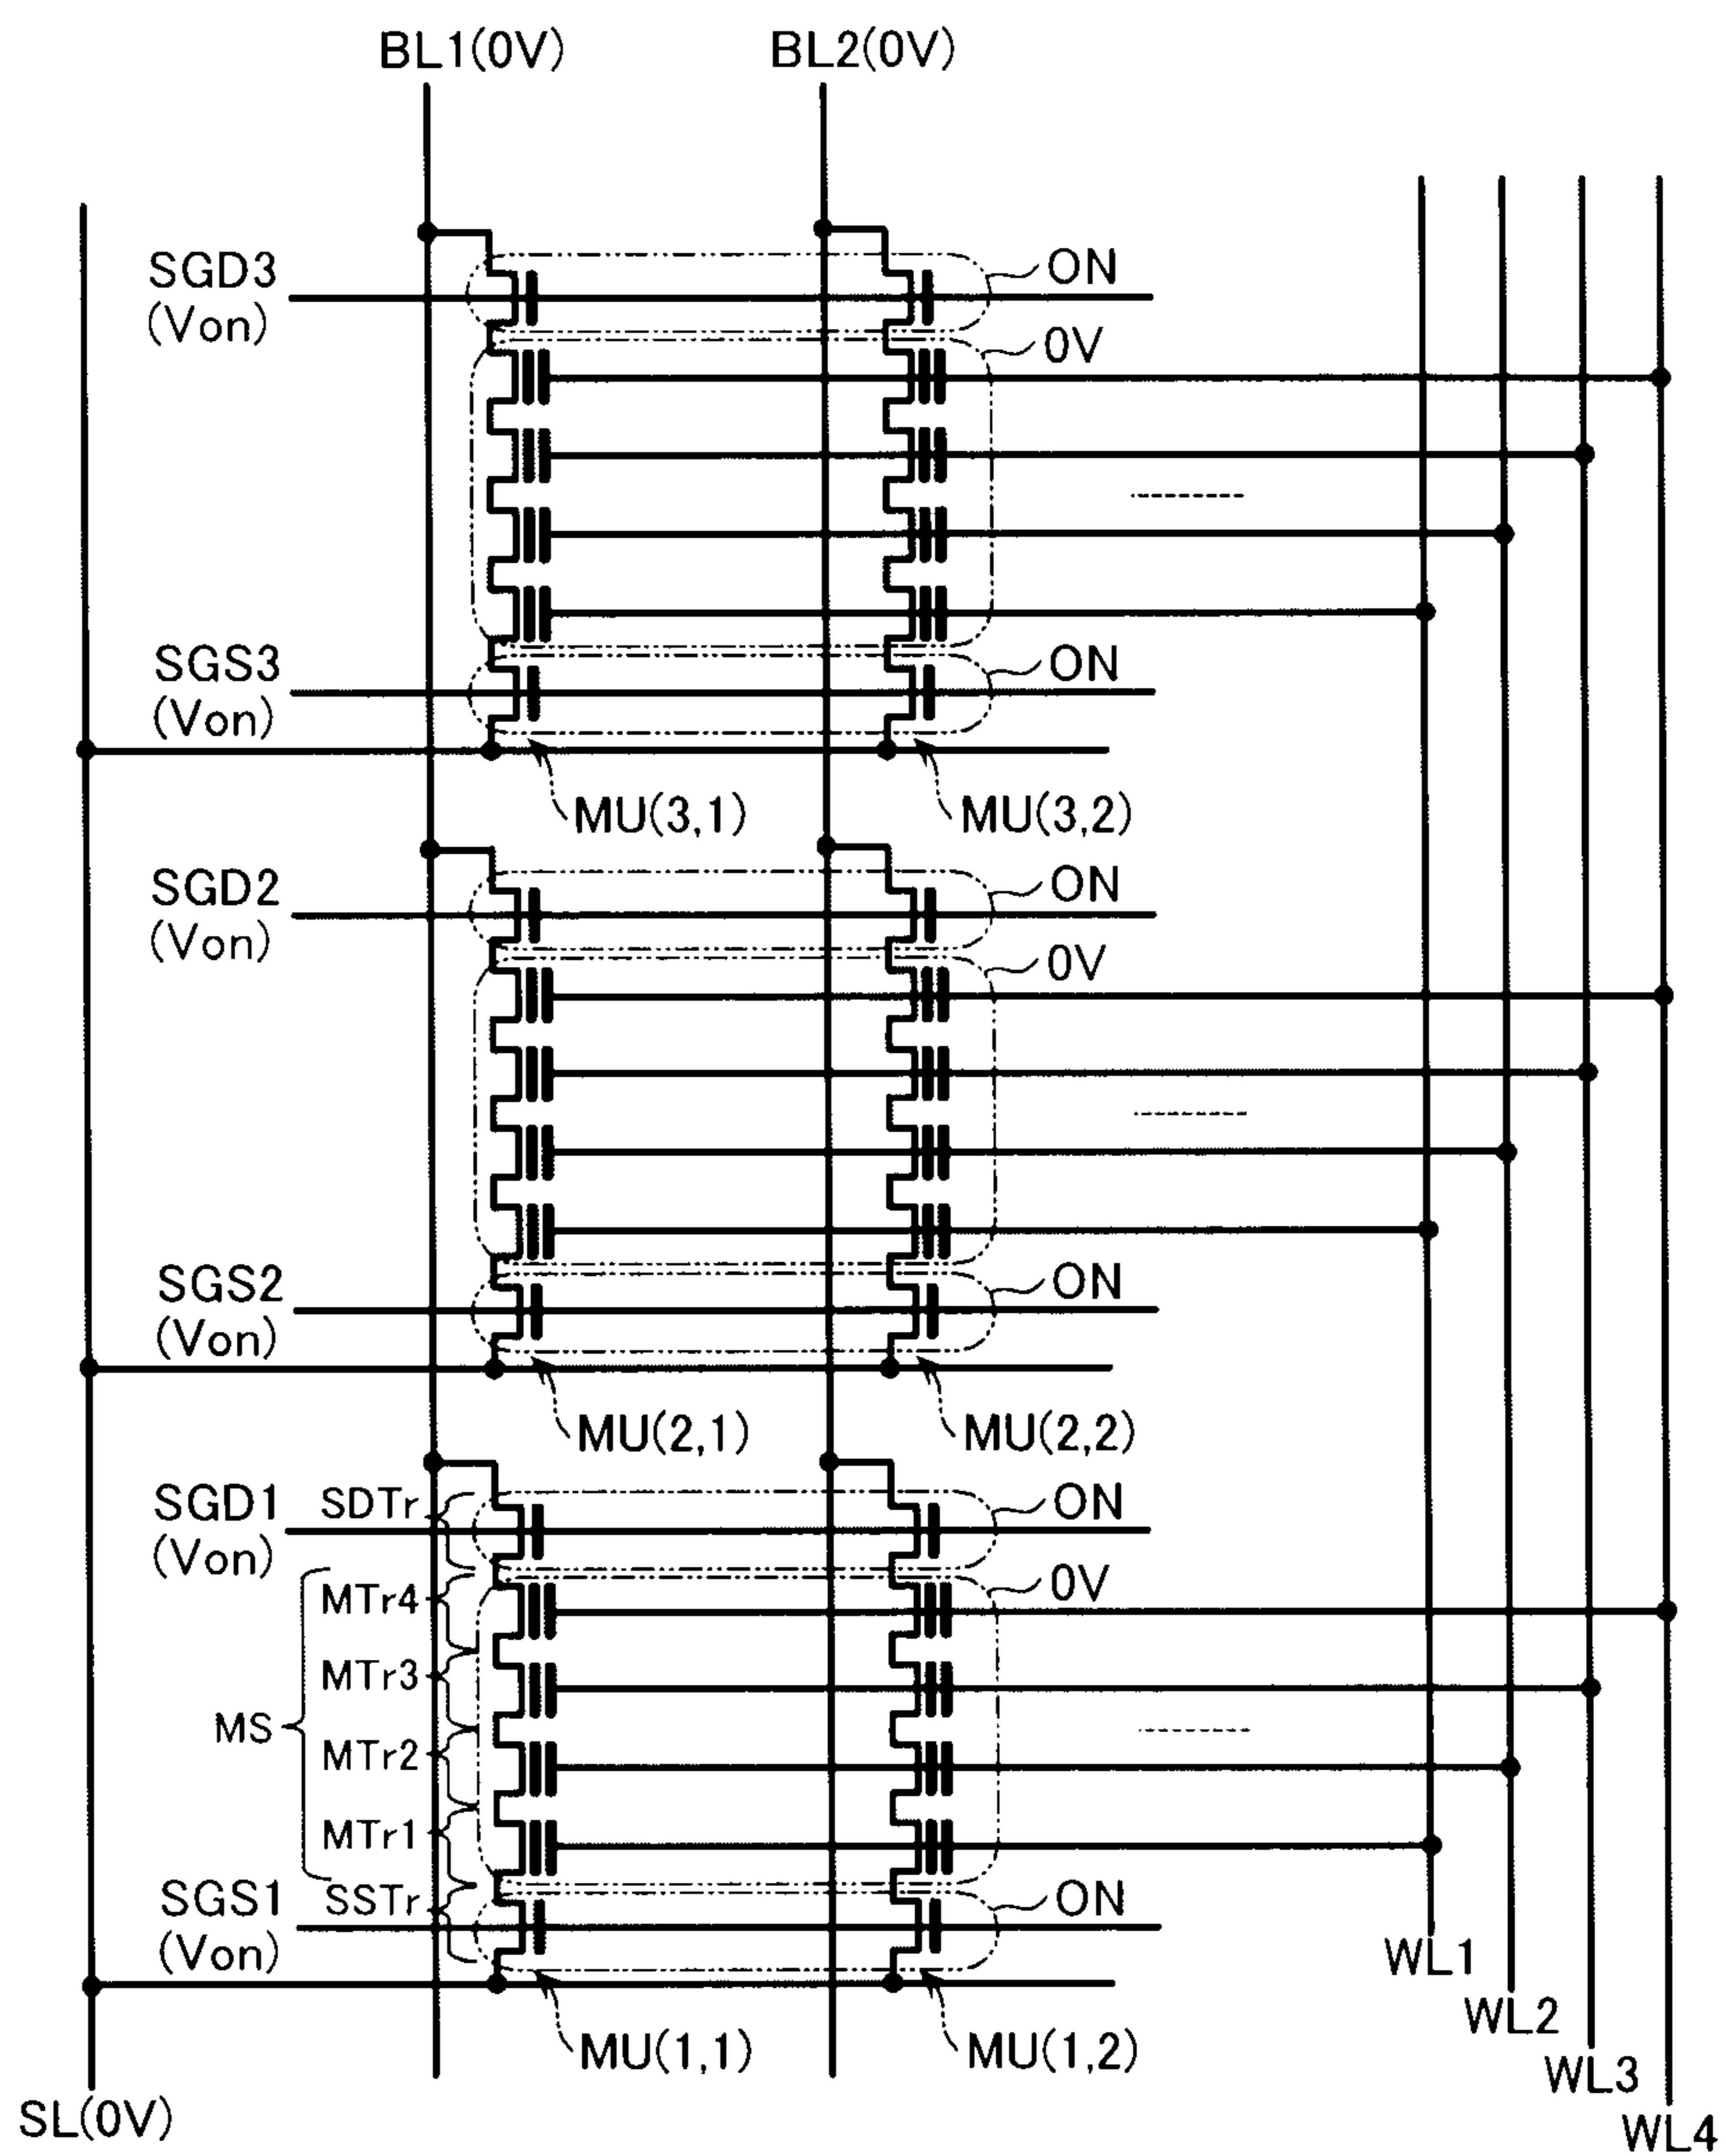 BL1(0V) BL2(0V)
SGD3 ON
(Von)
0V
SGS3 ON
(Von)
MU(3,1) MU(3,2)
SGD2 ON
(Von)
0V
SGS2 ON
(Von)
MU(2,1) MU(2,2)
SGD1 SDTr ON
(Von)
MTr4 0V
MTr3
MS
MTr2
MTr1
SGS1 SSTr ON
(Von)
WL1
WL2
MU(1,1) MU(1,2)
WL3
SL(0V)
WL4